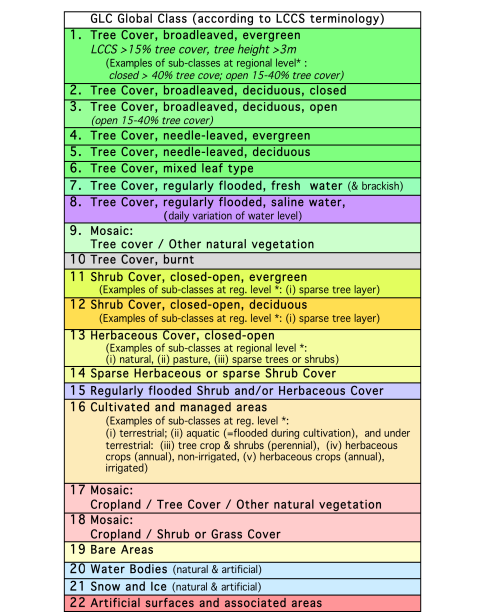 GLC Global Class (according to LCCS terminology)
1. Tree Cover, broadleaved, evergreen
LCCS >15% tree cover, tree height >3m
(Examples of sub-classes at regional level* :
closed > 40% tree cove; open 15-40% tree cover)
2. Tree Cover, broadleaved, deciduous, closed
3. Tree Cover, broadleaved, deciduous, open
(open 15-40% tree cover)
4. Tree Cover, needle-leaved, evergreen
5. Tree Cover, needle-leaved, deciduous
6. Tree Cover, mixed leaf type
7. Tree Cover, regularly flooded, fresh water (& brackish)
8. Tree Cover, regularly flooded, saline water,
(daily variation of water level)
9. Mosaic:
Tree cover / Other natural vegetation
10 Tree Cover, burnt
11 Shrub Cover, closed-open, evergreen
(Examples of sub-classes at reg. level *: (i) sparse tree layer)
12 Shrub Cover, closed-open, deciduous
(Examples of sub-classes at reg. level *: (i) sparse tree layer)
13 Herbaceous Cover, closed-open
(Examples of sub-classes at regional level *:
(i) natural, (ii) pasture, (iii) sparse trees or shrubs)
14 Sparse Herbaceous or sparse Shrub Cover
15 Regularly flooded Shrub and/or Herbaceous Cover
16 Cultivated and managed areas
(Examples of sub-classes at reg. level *:
(i) terrestrial; (ii) aquatic (=flooded during cultivation), and under
terrestrial: (iii) tree crop & shrubs (perennial), (iv) herbaceous
crops (annual), non-irrigated, (v) herbaceous crops (annual),
irrigated)
17 Mosaic:
Cropland / Tree Cover / Other natural vegetation
18 Mosaic:
Cropland / Shrub or Grass Cover
19 Bare Areas
20 Water Bodies (natural & artificial)
21 Snow and Ice (natural & artificial)
22 Artificial surfaces and associated areas